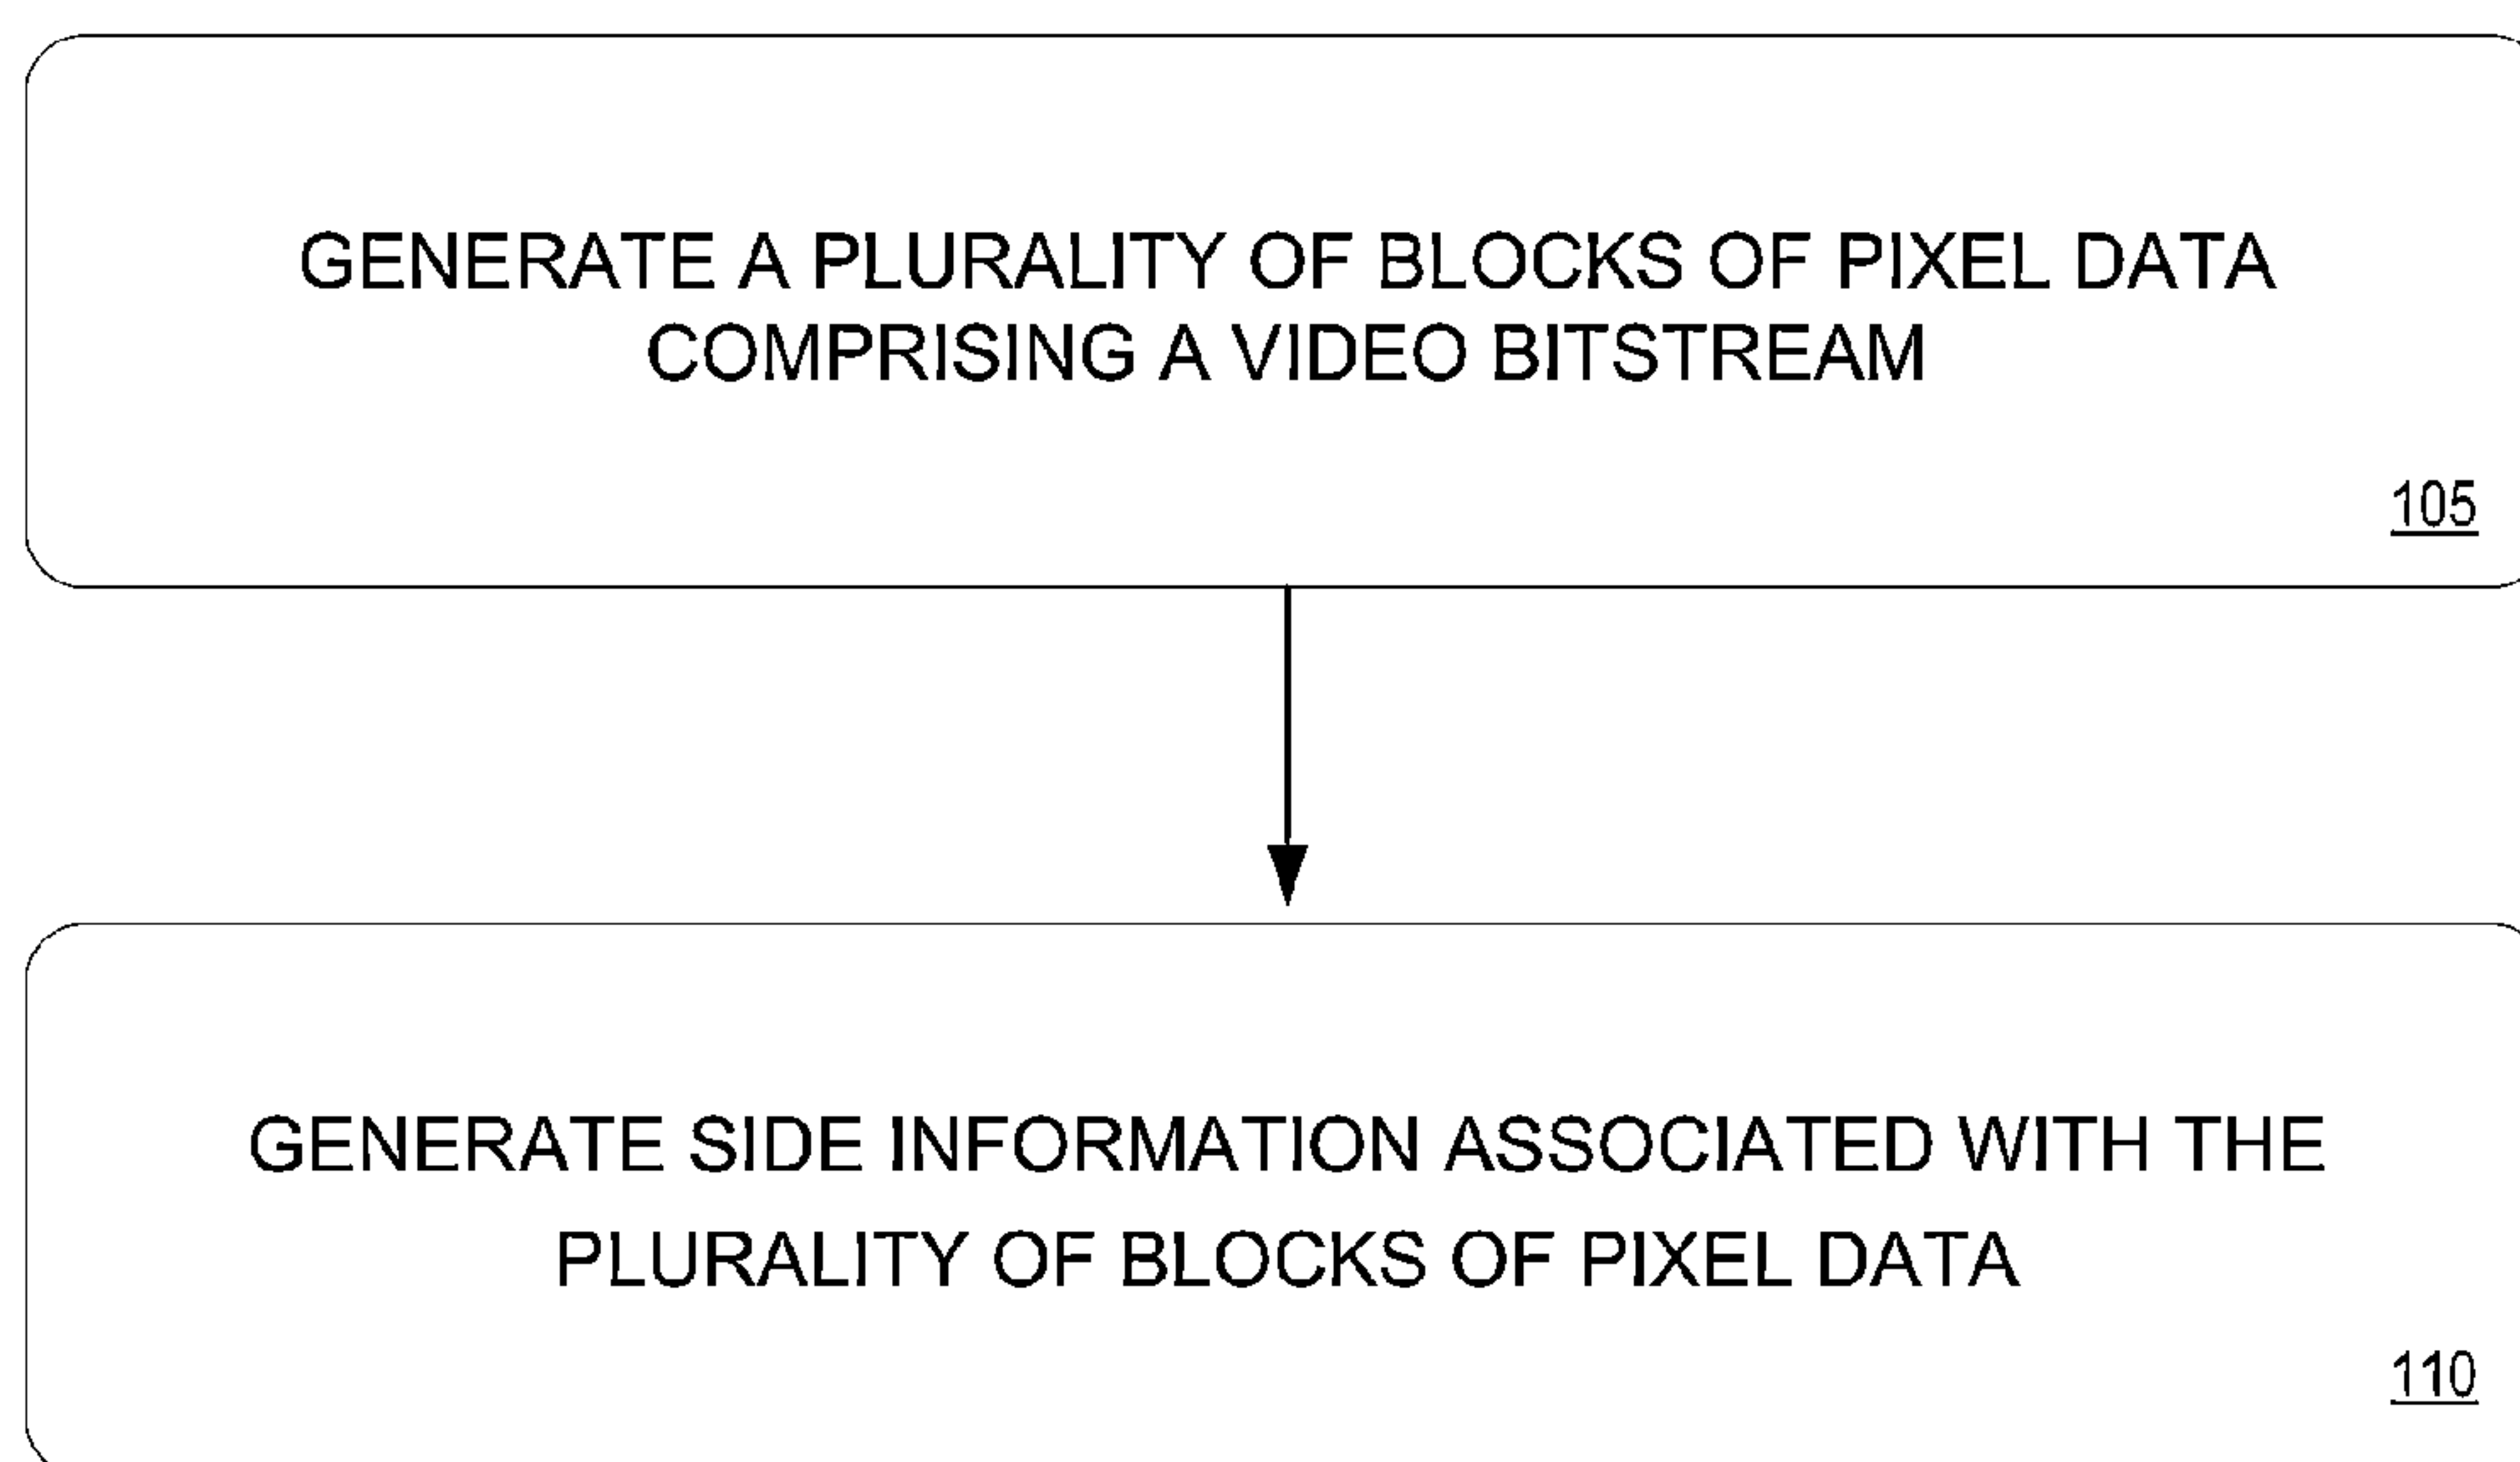 GENERATE A PLURALITY OF BLOCKS OF PIXEL DATA
COMPRISING A VIDEO BITSTREAM
105
GENERATE SIDE INFORMATION ASSOCIATED WITH THE
PLURALITY OF BLOCKS OF PIXEL DATA
110